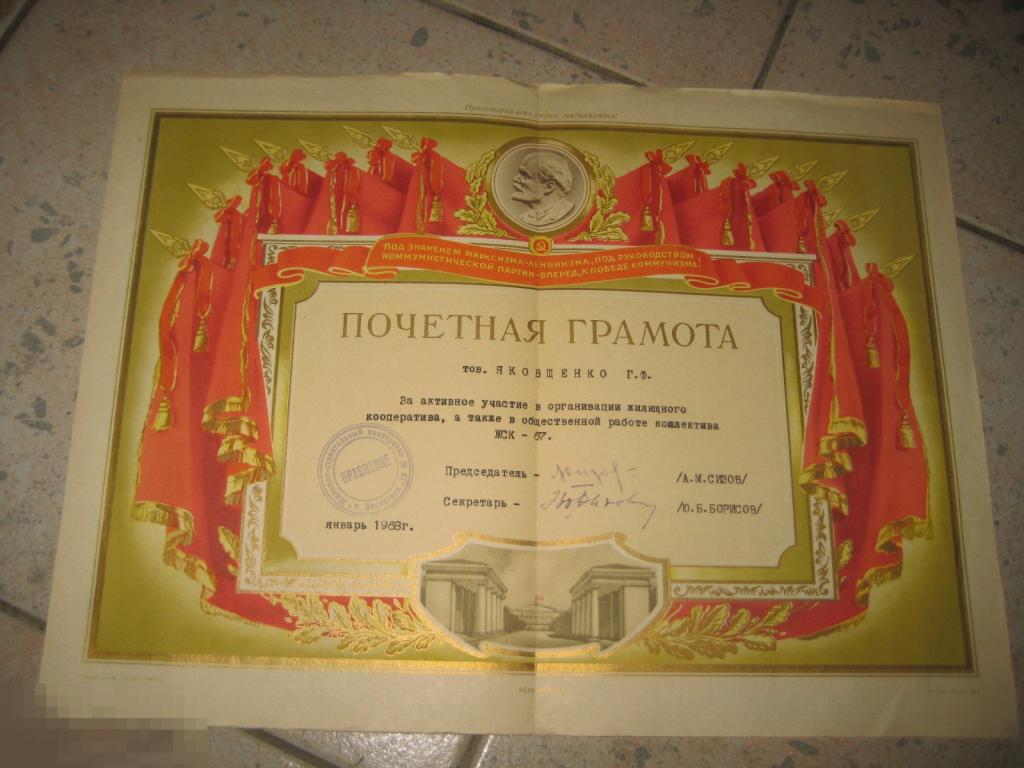 Пролетарии всех стран, соединяйтесь!
ПОД ЗНАМЕНЕМ МАРКСИЗМА-ЛЕНИНИЗМА, ПОД РУКОВОДСТВОМ
КОММУНИСТИЧЕСКОЙ ПАРТИИ-ВПЕРЕД, К ПОБЕДЕ КОММУНИЗМА!
ПОЧЕТНАЯ ГРАМОТА
тов. ЯКОВЩЕНКО Г.Ф.
За активное участие в организации жилищного
кооператива, а также в общественной работе коллектива
ЖСК - 67.
ПРАВЛЕНИЕ
Председатель - /А.М.СИЗОВ/
Секретарь - /Ю.Б.БОРИСОВ/
январь 1968г.